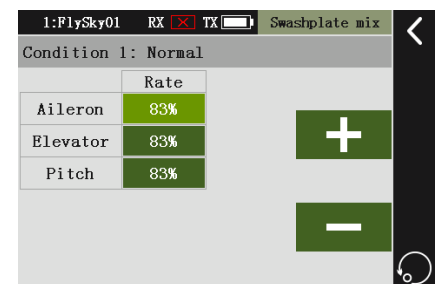 1:FlySky01 RX TX Swashplate mix
Condition 1: Normal
Rate
Aileron 83%
Elevator 83%
Pitch 83%